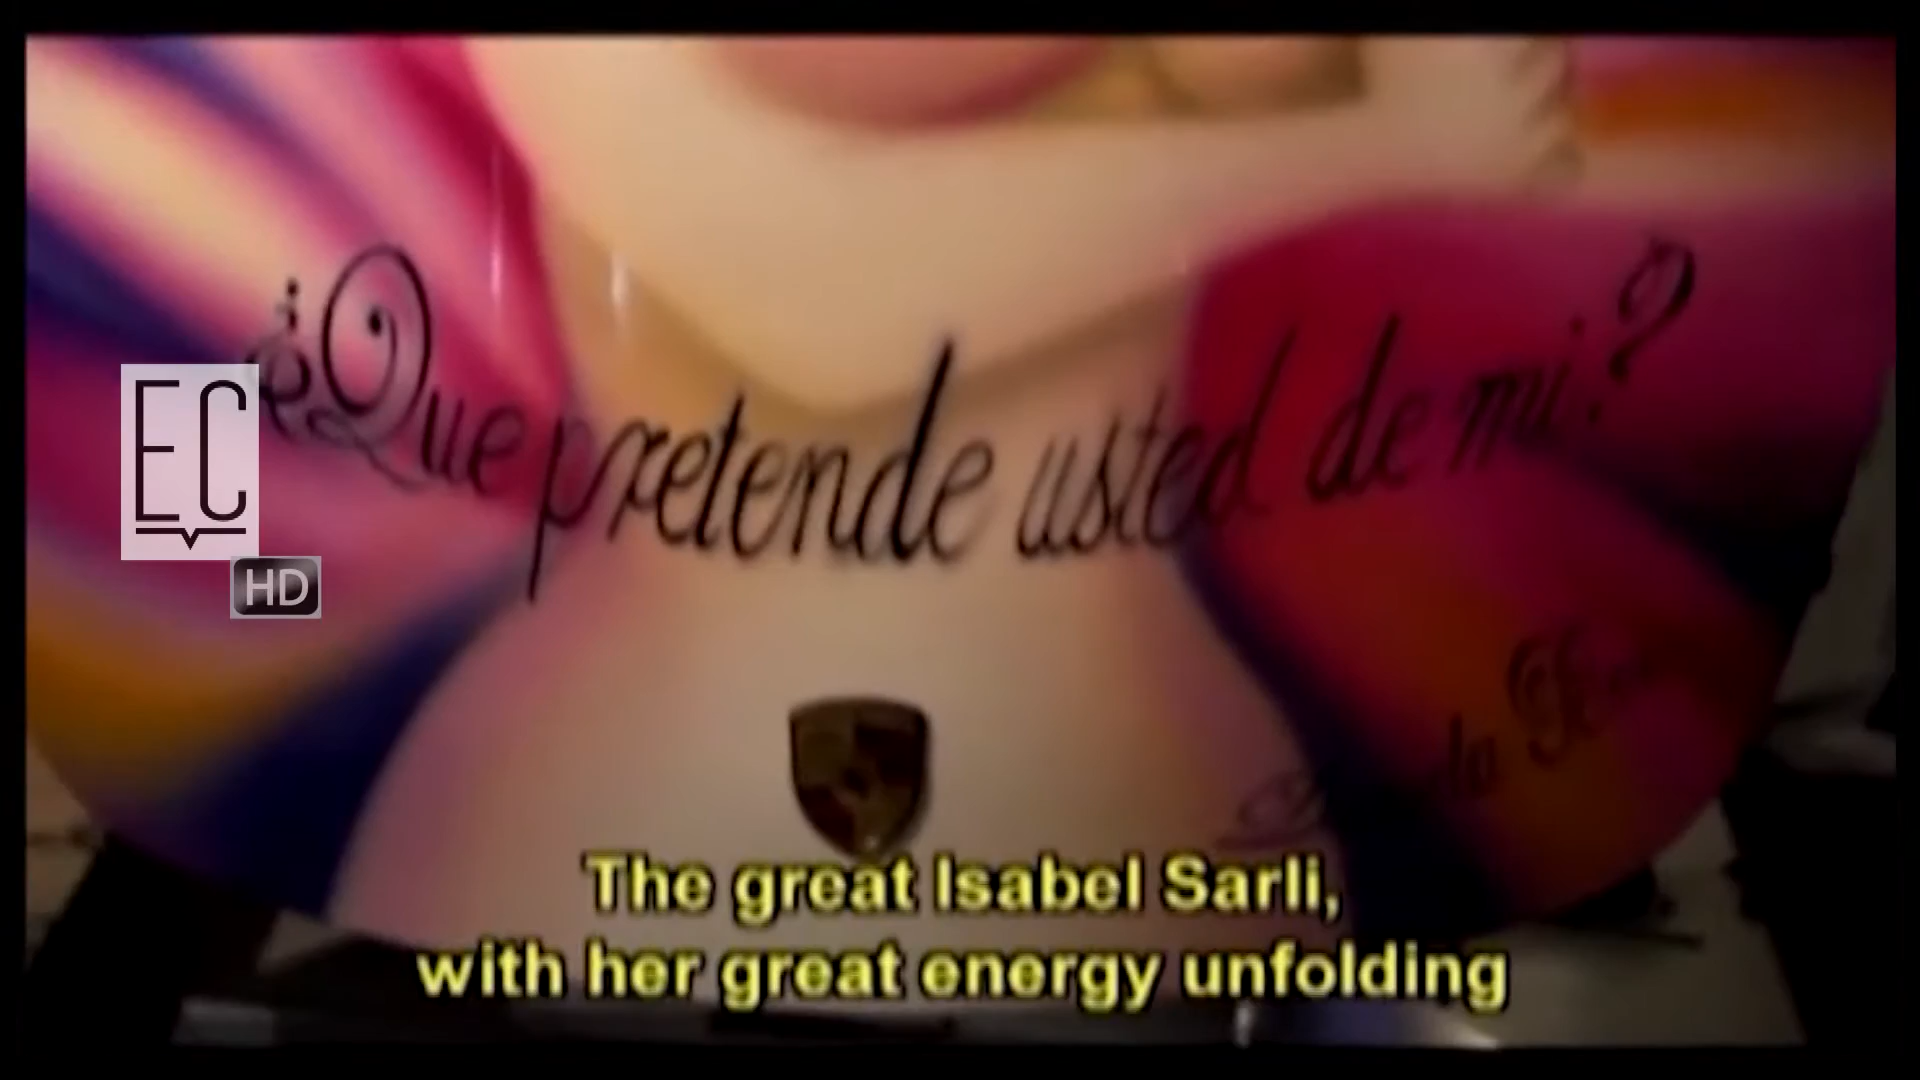 ¿Que pretende usted de mi?
EC
HD
The great Isabel Sarli,
with her great energy unfolding